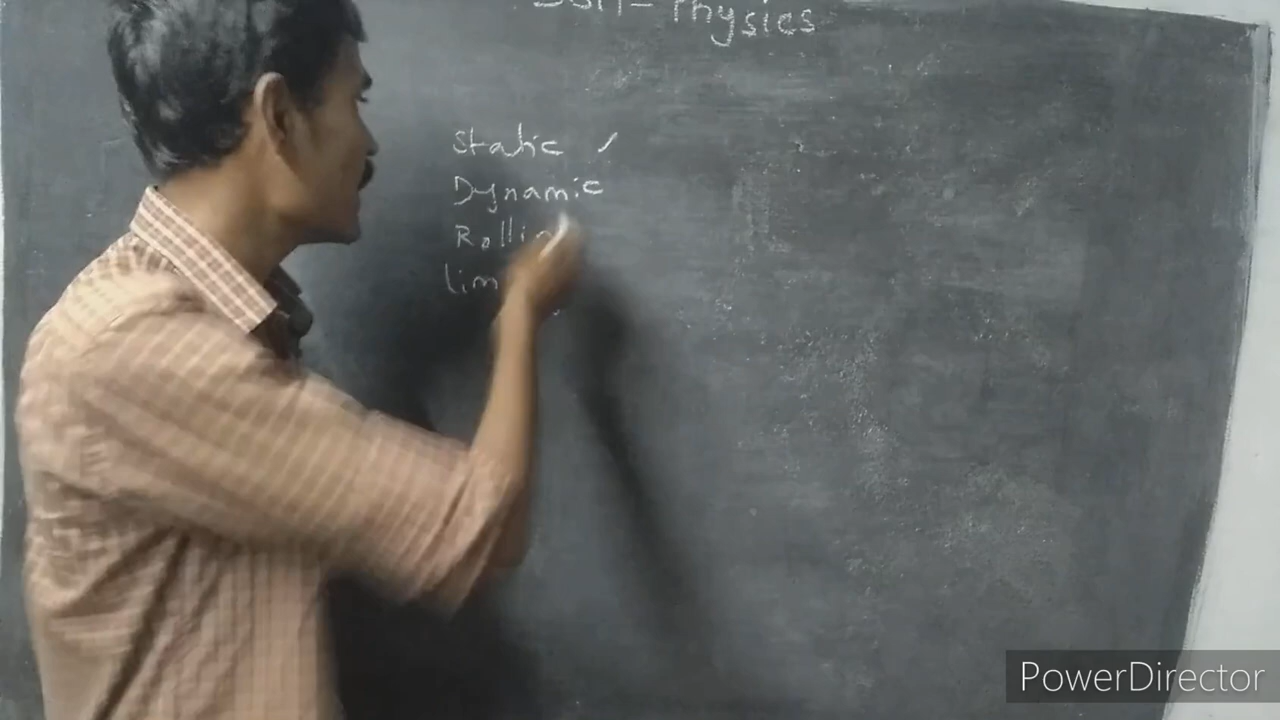 Physics
Static ✓
Dynamic
Rollin
lim
PowerDirector